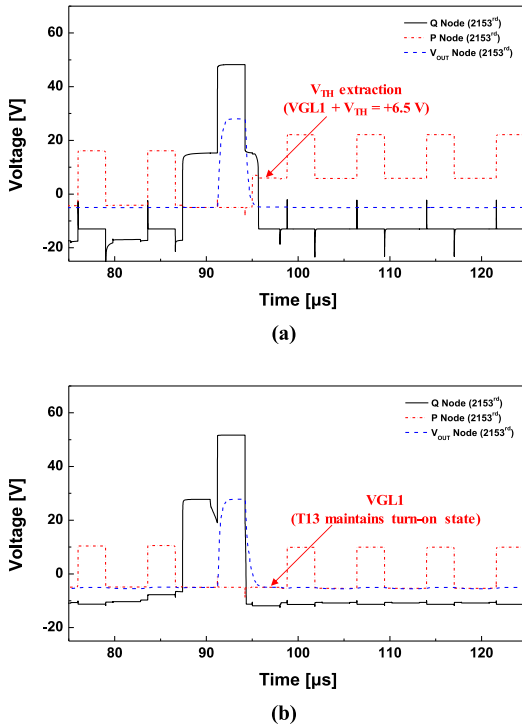 60
40
20
0
-20
Voltage [V]
Q Node (2153rd)
P Node (2153rd)
VOUT Node (2153rd)
VTH extraction
(VGL1 + VTH = +6.5 V)
80 90 100 110 120
Time [µs]
(a)
60
40
20
0
-20
Voltage [V]
Q Node (2153rd)
P Node (2153rd)
VOUT Node (2153rd)
VGL1
(T13 maintains turn-on state)
80 90 100 110 120
Time [µs]
(b)